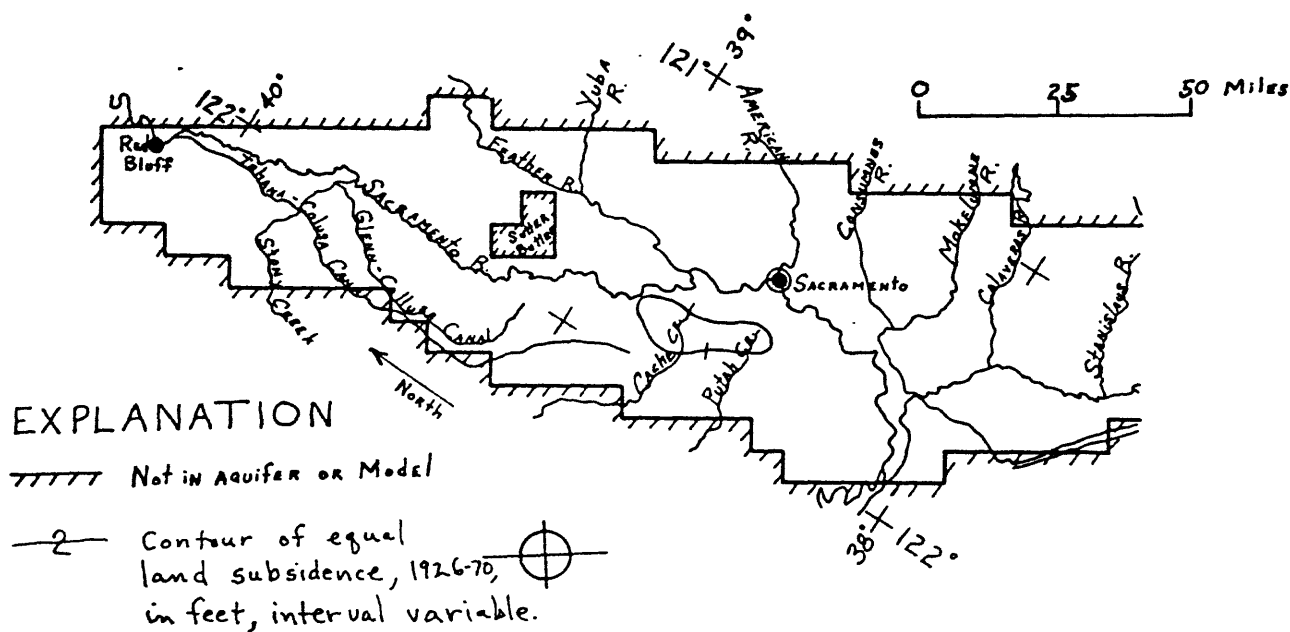 122°
40°
Red
Bluff
Tehama-Colusa Canal
Glenn-Collusa Canal
Stony
Creek
Sacramento R.
Feather R.
Yuba
R.
Sutter
Buttes
121°
39°
American
R.
Consumnes
R.
Mokelumne
R.
Calaveras R.
Stanislaus R.
Sacramento
Cache Cr.
Putah Cr.
0 25 50 Miles
North
38°
122°
EXPLANATION
Not in aquifer or Model
2 Contour of equal
land subsidence, 1926-70,
in feet, interval variable.